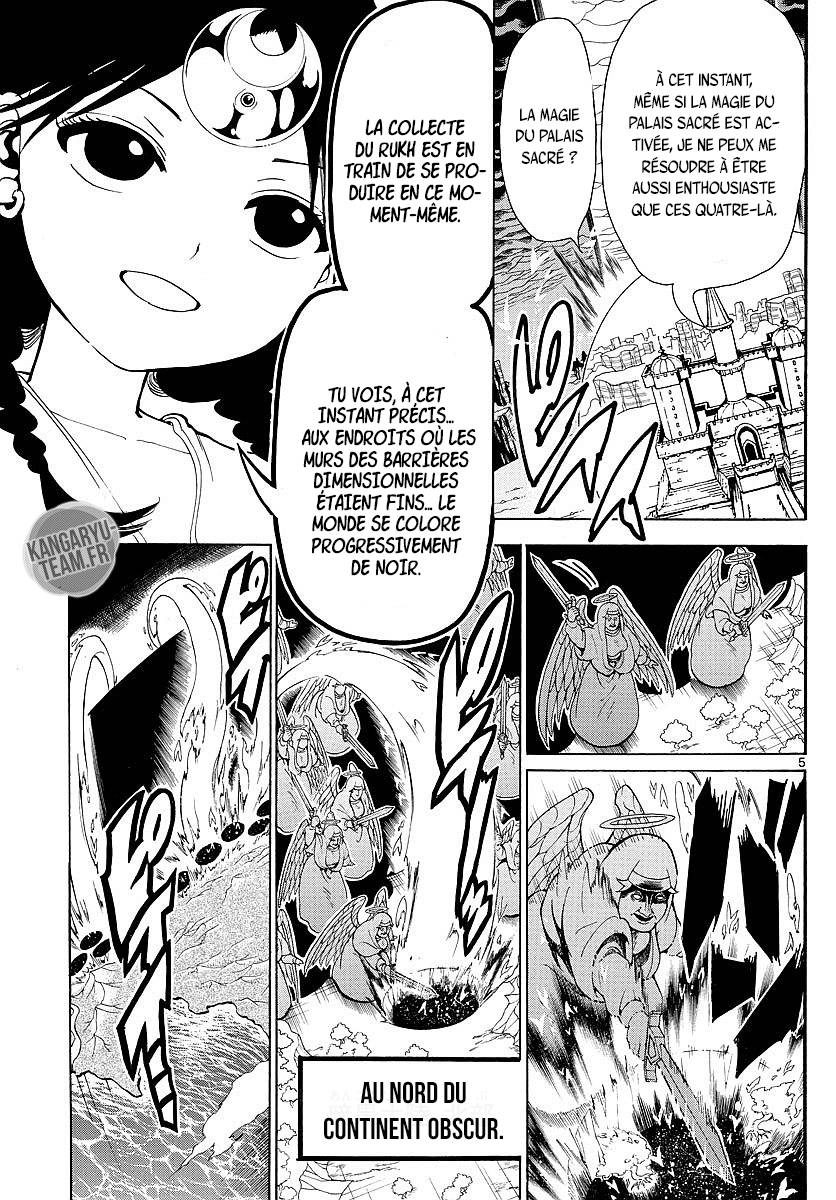 À CET INSTANT,
MÊME SI LA MAGIE DU
PALAIS SACRÉ EST AC-
TIVÉE, JE NE PEUX ME
RÉSOUDRE À ÊTRE
AUSSI ENTHOUSIASTE
QUE CES QUATRE-LÀ.
LA MAGIE
DU PALAIS
SACRÉ ?
LA COLLECTE
DU RUKH EST EN
TRAIN DE SE PRO-
DUIRE EN CE MO-
MENT-MÊME.
TU VOIS, À CET
INSTANT PRÉCIS...
AUX ENDROITS OÙ LES
MURS DES BARRIÈRES
DIMENSIONNELLES
ÉTAIENT FINS... LE
MONDE SE COLORE
PROGRESSIVEMENT
DE NOIR.
KANGARYU-
TEAM.FR
5
AU NORD DU
CONTINENT OBSCUR.